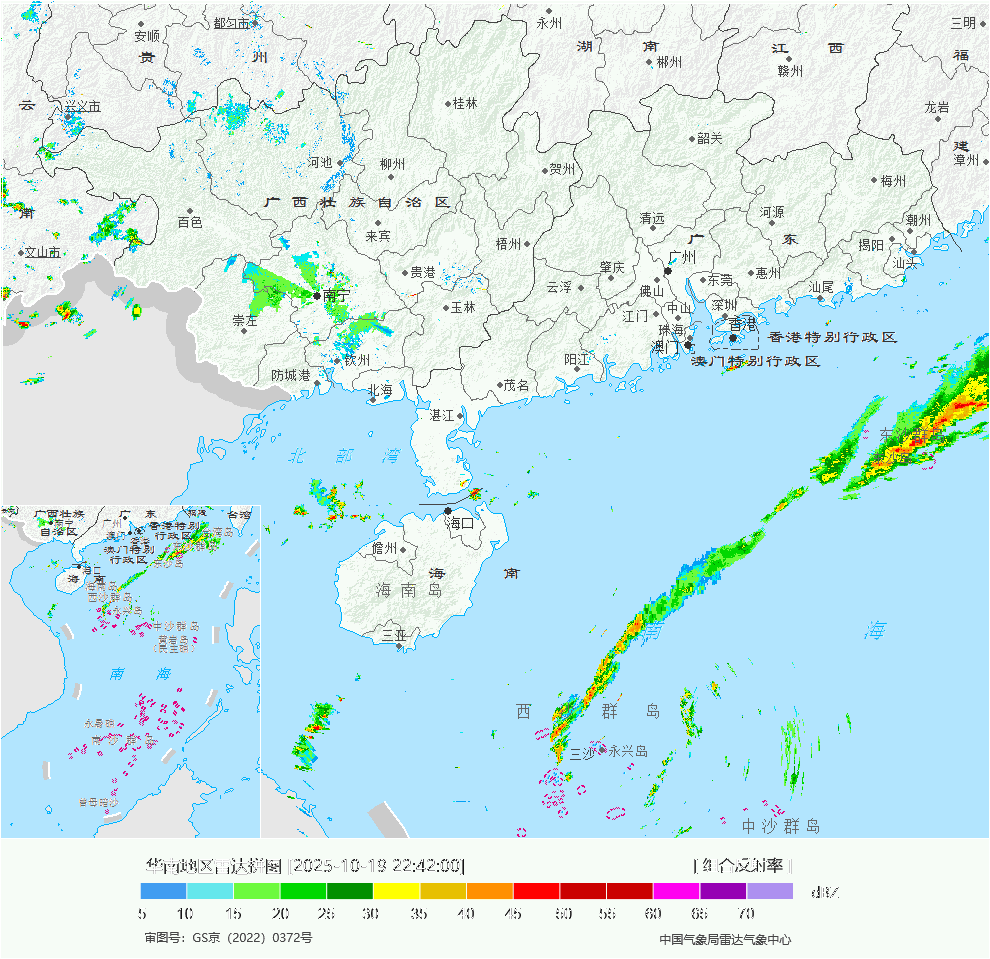 永州
三明
安顺
都匀市
湖 南
江 西
贵 州
郴州
赣州
福
云
兴义市
桂林
龙岩
韶关
建
河池
柳州
贺州
漳州
梅州
广西壮族自治区
南
百色
来宾
梧州
清远
河源
潮州
文山市
广 东
揭阳
汕头
贵港
肇庆
广州
东莞
惠州
南宁
云浮
佛山
汕尾
崇左
玉林
江门
中山
深圳
珠海
香港
香港特别行政区
钦州
澳门
澳门特别行政区
防城港
阳江
北海
茂名
湛江
东沙群
北 部 湾
海口
儋州
海 南
海南岛
三亚
南 海
西 群 岛
三沙
永兴岛
中沙群岛
广西壮族
自治区
广 东
台湾
南宁
广州
香港特别
行政区
澳门特别
行政区
海口
海 南
海南岛
西沙群岛
永兴岛
中沙群岛
黄岩岛
南 海
曾母暗沙
华南地区雷达拼图 [2025-10-19 22:42:00]
[ 组合反射率 ]
5 10 15 20 25 30 35 40 45 50 55 60 65 70
dBZ
审图号：GS京（2022）0372号
中国气象局雷达气象中心